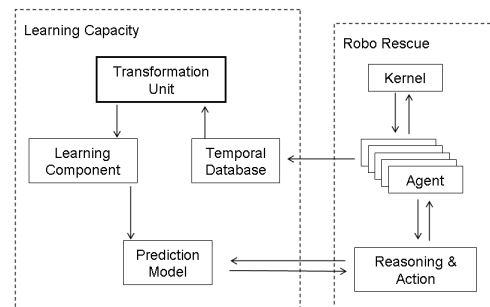 Learning Capacity
Transformation
Unit
Learning
Component
Temporal
Database
Prediction
Model
Robo Rescue
Kernel
Agent
Reasoning &
Action